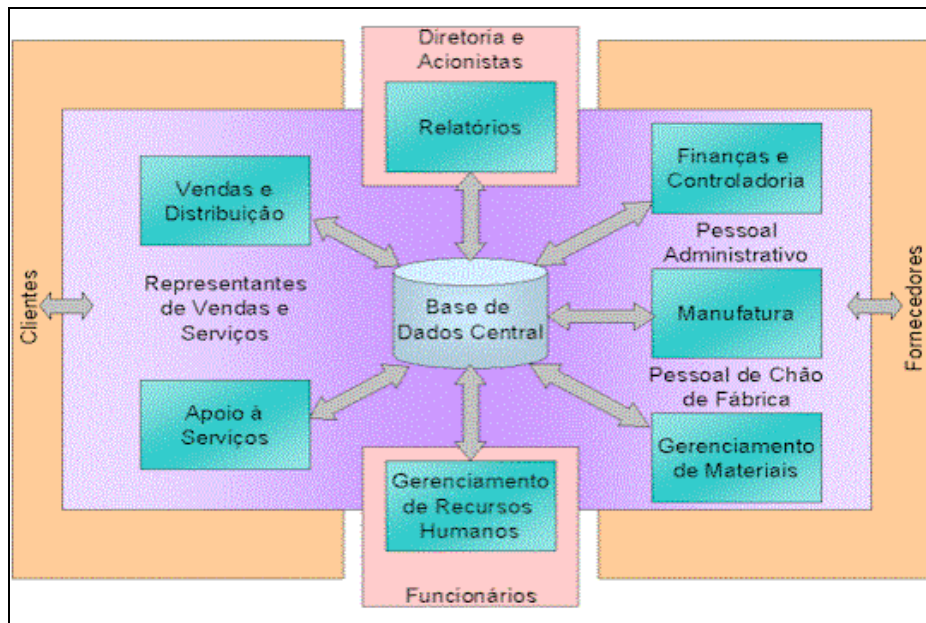 Diretoria e
Acionistas
Relatórios
Vendas e
Distribuição
Finanças e
Controladoria
Pessoal
Administrativo
Clientes
Representantes
de Vendas e
Serviços
Base de
Dados Central
Manufatura
Fornecedores
Pessoal de Chão
de Fábrica
Apoio à
Serviços
Gerenciamento
de Materiais
Gerenciamento
de Recursos
Humanos
Funcionários